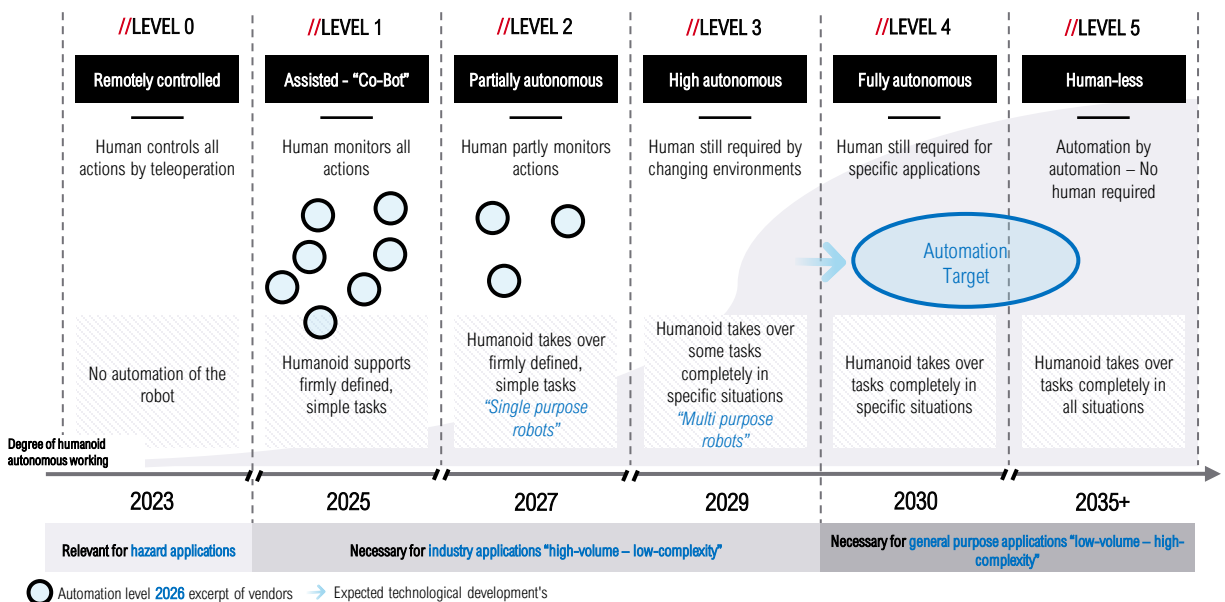 //LEVEL 0
//LEVEL 1
//LEVEL 2
//LEVEL 3
//LEVEL 4
//LEVEL 5
Remotely controlled
Assisted - “Co-Bot”
Partially autonomous
High autonomous
Fully autonomous
Human-less
Human controls all
actions by teleoperation
Human monitors all
actions
Human partly monitors
actions
Human still required by
changing environments
Human still required for
specific applications
Automation by
automation – No
human required
Automation
Target
No automation of the
robot
Humanoid supports
firmly defined,
simple tasks
Humanoid takes over
firmly defined,
simple tasks
“Single purpose
robots”
Humanoid takes over
some tasks
completely in
specific situations
“Multi purpose
robots”
Humanoid takes over
tasks completely in
specific situations
Humanoid takes over
tasks completely in
all situations
Degree of humanoid
autonomous working
2023
2025
2027
2029
2030
2035+
Relevant for hazard applications
Necessary for industry applications “high-volume – low-complexity”
Necessary for general purpose applications “low-volume – high-
complexity”
Automation level 2026 excerpt of vendors
Expected technological development's